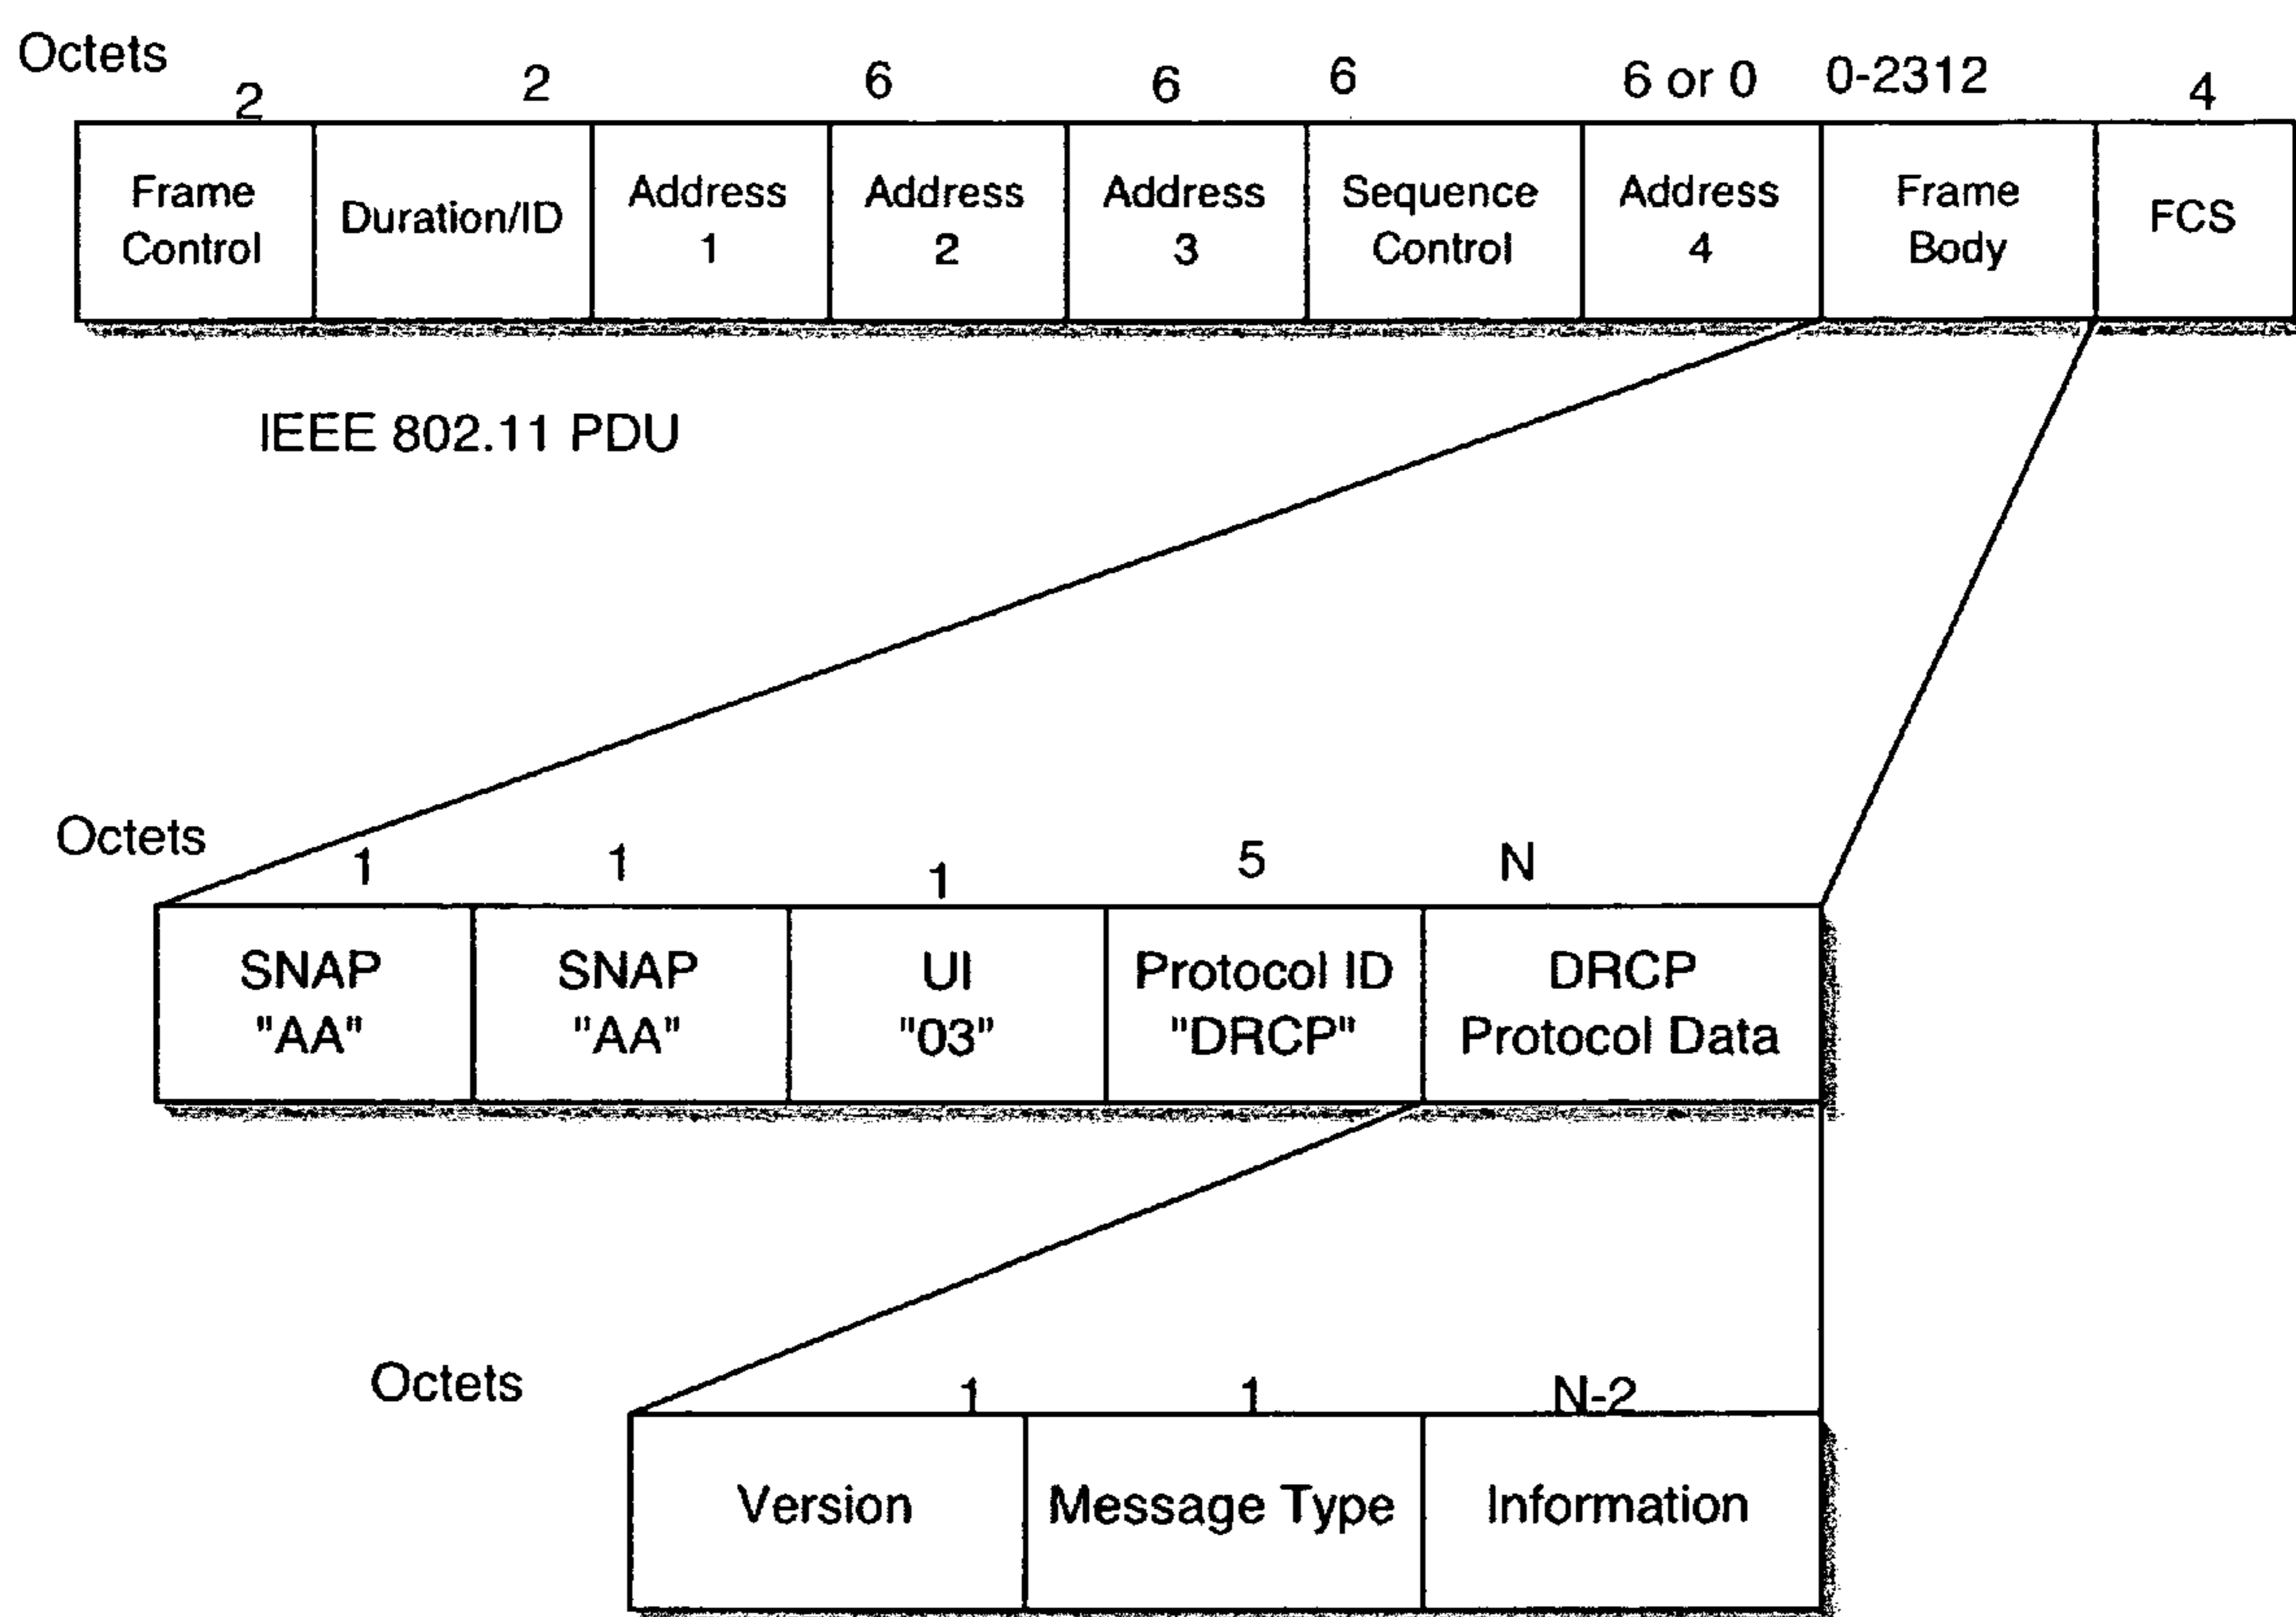 Octets
2 2 6 6 6 6 or 0 0-2312 4
Frame Control Duration/ID Address 1 Address 2 Address 3 Sequence Control Address 4 Frame Body FCS
IEEE 802.11 PDU
Octets
1 1 1 5 N
SNAP "AA" SNAP "AA" UI "03" Protocol ID "DRCP" DRCP Protocol Data
Octets
1 1 N-2
Version Message Type Information